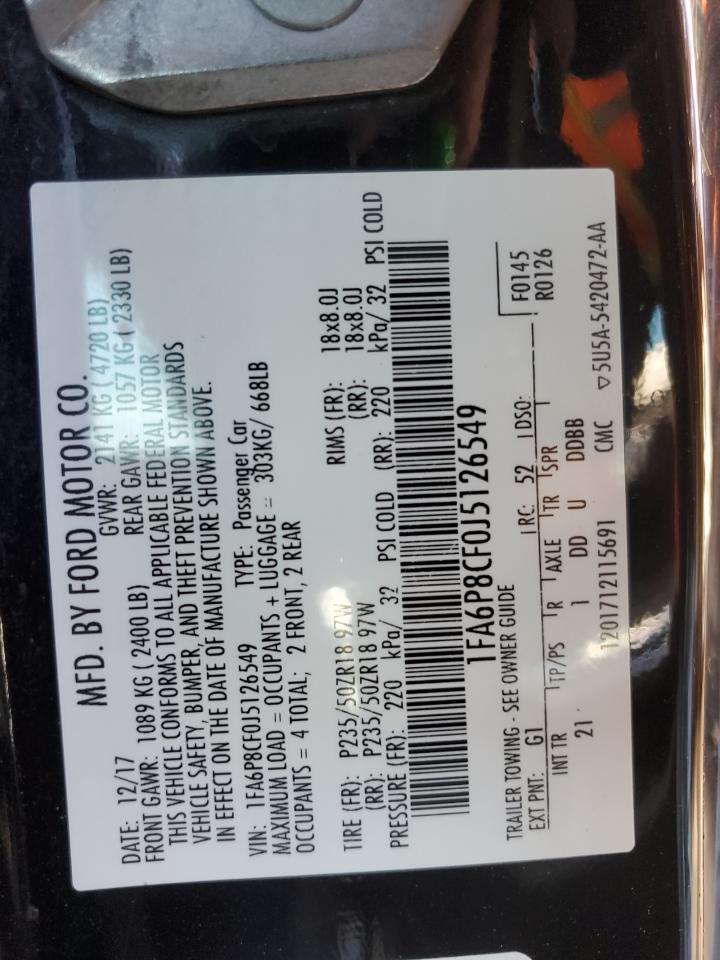 MFD. BY FORD MOTOR CO.
DATE: 12/17 GVWR: 2141 KG ( 4720 LB)
FRONT GAWR: 1089 KG ( 2400 LB) REAR GAWR: 1057 KG ( 2330 LB)
THIS VEHICLE CONFORMS TO ALL APPLICABLE FEDERAL MOTOR
VEHICLE SAFETY, BUMPER, AND THEFT PREVENTION STANDARDS
IN EFFECT ON THE DATE OF MANUFACTURE SHOWN ABOVE.
VIN: 1FA6P8CF0J5126549 TYPE: Passenger Car
MAXIMUM LOAD = OCCUPANTS + LUGGAGE = 303KG/ 668LB
OCCUPANTS = 4 TOTAL; 2 FRONT, 2 REAR
TIRE (FR): P235/50ZR18 97W RIMS (FR): 18x8.0J
(RR): P235/50ZR18 97W (RR): 18x8.0J
PRESSURE (FR): 220 kPa/ 32 PSI COLD (RR): 220 kPa/ 32 PSI COLD
1FA6P8CF0J5126549
TRAILER TOWING - SEE OWNER GUIDE F0145
EXT PNT: G1 RC: 52 DSO: R0126
INT TR TP/PS R AXLE TR SPR
21 1 DD U DDBB
1201712115691 CMC ▽5U5A-5420472-AA